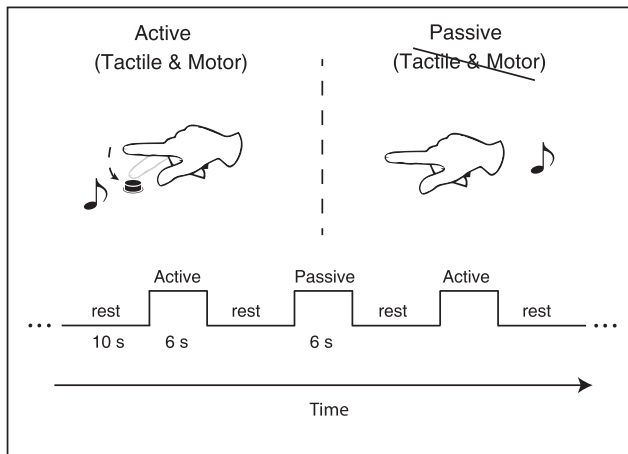 Active
(Tactile & Motor)
Passive
(Tactile & Motor)
Active
Passive
Active
rest
rest
rest
rest
...
...
10 s
6 s
6 s
Time